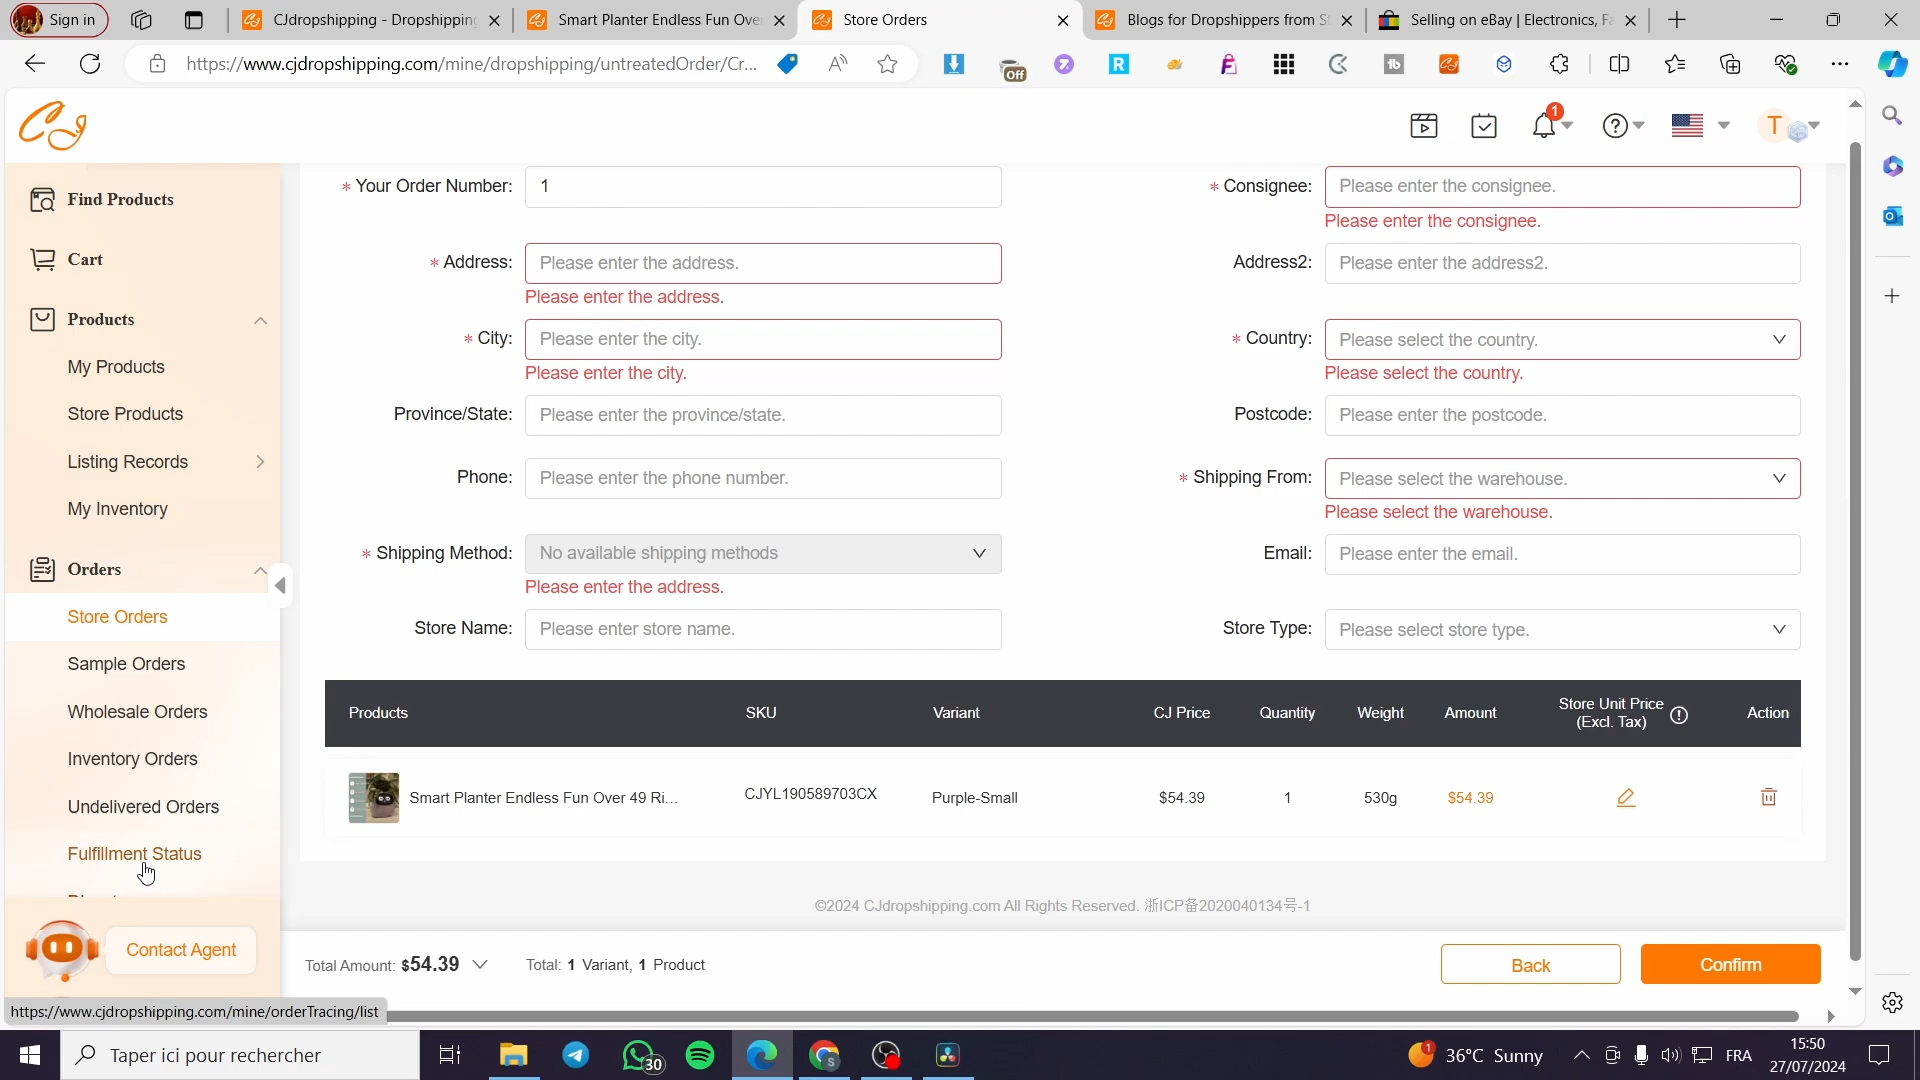 Sign in
CJdropshipping - Dropshipping
Smart Planter Endless Fun Ove
Store Orders
Blogs for Dropshippers from S
Selling on eBay | Electronics, Fa
https://www.cjdropshipping.com/mine/dropshipping/untreatedOrder/Cr...
Off
1
T
Find Products
Cart
Products
My Products
Store Products
Listing Records
My Inventory
Orders
Store Orders
Sample Orders
Wholesale Orders
Inventory Orders
Undelivered Orders
Fulfillment Status
Contact Agent
* Your Order Number: 1
* Consignee: Please enter the consignee.
Please enter the consignee.
* Address: Please enter the address.
Please enter the address.
Address2: Please enter the address2.
* City: Please enter the city.
Please enter the city.
* Country: Please select the country.
Please select the country.
Province/State: Please enter the province/state.
Postcode: Please enter the postcode.
Phone: Please enter the phone number.
* Shipping From: Please select the warehouse.
Please select the warehouse.
* Shipping Method: No available shipping methods
Please enter the address.
Email: Please enter the email.
Store Name: Please enter store name.
Store Type: Please select store type.
Products SKU Variant CJ Price Quantity Weight Amount Store Unit Price (Excl. Tax) Action
Smart Planter Endless Fun Over 49 Ri... CJYL190589703CX Purple-Small $54.39 1 530g $54.39
©2024 CJdropshipping.com All Rights Reserved. 浙ICP备2020040134号-1
Total Amount: $54.39 Total: 1 Variant, 1 Product
Back
Confirm
https://www.cjdropshipping.com/mine/orderTracing/list
Taper ici pour rechercher
30
1
36°C Sunny
FRA
15:50
27/07/2024